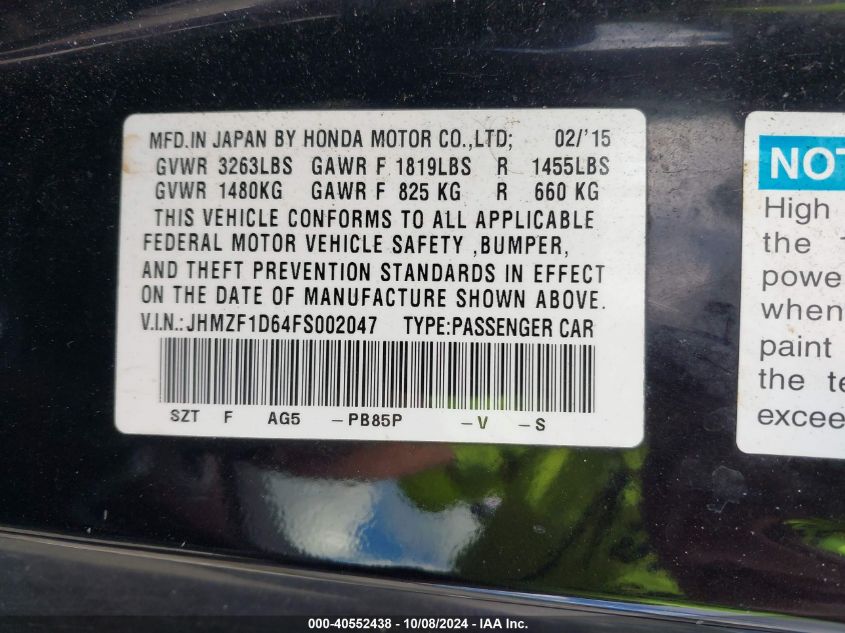 MFD.IN JAPAN BY HONDA MOTOR CO.,LTD; 02/'15
GVWR 3263LBS GAWR F 1819LBS R 1455LBS
GVWR 1480KG GAWR F 825 KG R 660 KG
THIS VEHICLE CONFORMS TO ALL APPLICABLE
FEDERAL MOTOR VEHICLE SAFETY ,BUMPER,
AND THEFT PREVENTION STANDARDS IN EFFECT
ON THE DATE OF MANUFACTURE SHOWN ABOVE.
V.I.N.: JHMZF1D64FS002047 TYPE:PASSENGER CAR
SZT F AG5 -PB85P -V -S
NOT
High
the
power
when
paint
the te
excee
000-40552438 - 10/08/2024 - IAA Inc.